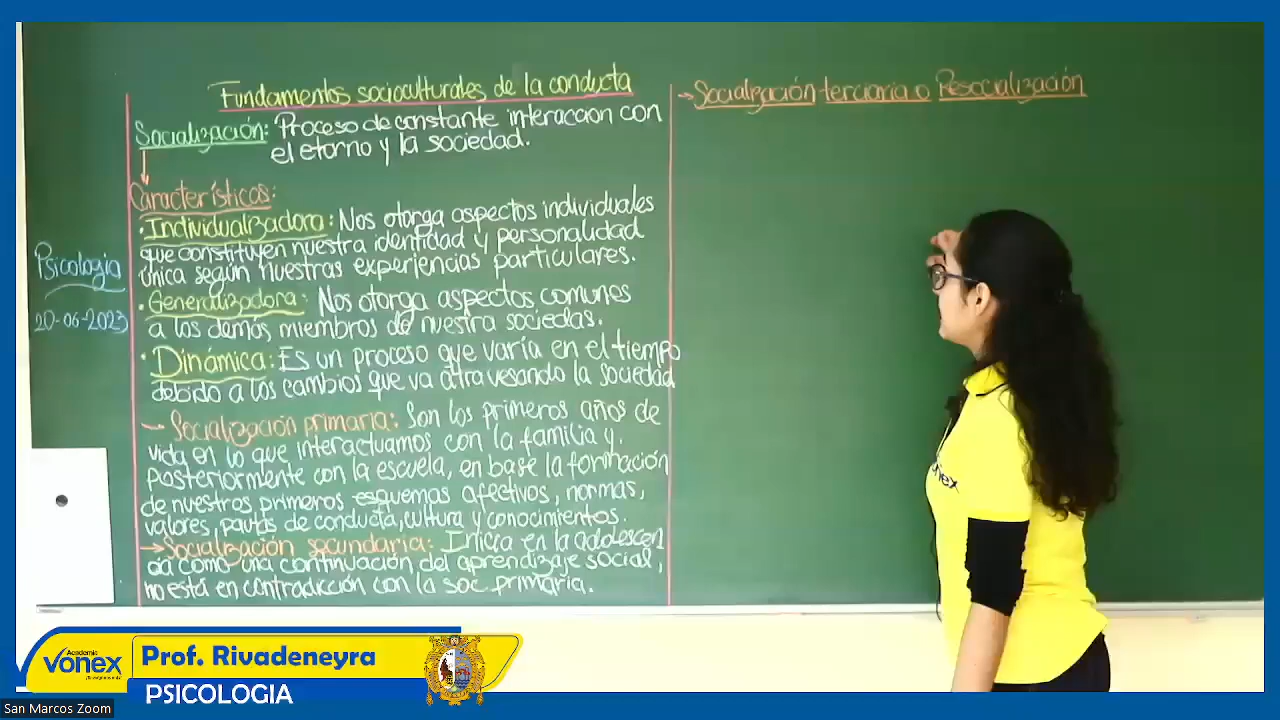 Fundamentos socioculturales de la conducta
Socialización: Proceso de constante interacción con
el etorno y la sociedad.
Característicos:
• Individualizadora: Nos otorga aspectos individuales
que constituyen nuestra identidad y personalidad
única según nuestras experiencias particulares.
• Generalizadora: Nos otorga aspectos comunes
a los demás miembros de nuestra sociedas.
• Dinámica: Es un proceso que varía en el tiempo
debido a los cambios que va atravesando la sociedad
→ Socialización primaria: Son los primeros años de
vida en lo que interactuamos con la familia y.
posteriormente con la escuela, en base la formación
de nuestros primeros esquemas afectivos, normas,
valores, pautas de conducta, cultura y conocimientos.
→ Socialización secundaria: Inicia en la adolescen
cia como una continuación del aprendizaje social,
no está en contradicción con la soc. primaria.
Psicologia
20-06-2023
→ Socialización terciaria o Resocialización
Vonex
Academia
Vonex
Prof. Rivadeneyra
PSICOLOGIA
San Marcos Zoom